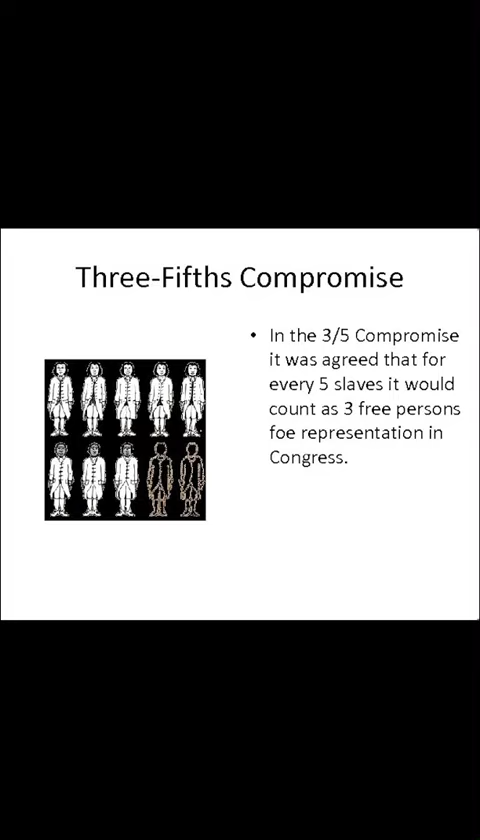 Three-Fifths Compromise
• In the 3/5 Compromise
it was agreed that for
every 5 slaves it would
count as 3 free persons
foe representation in
Congress.